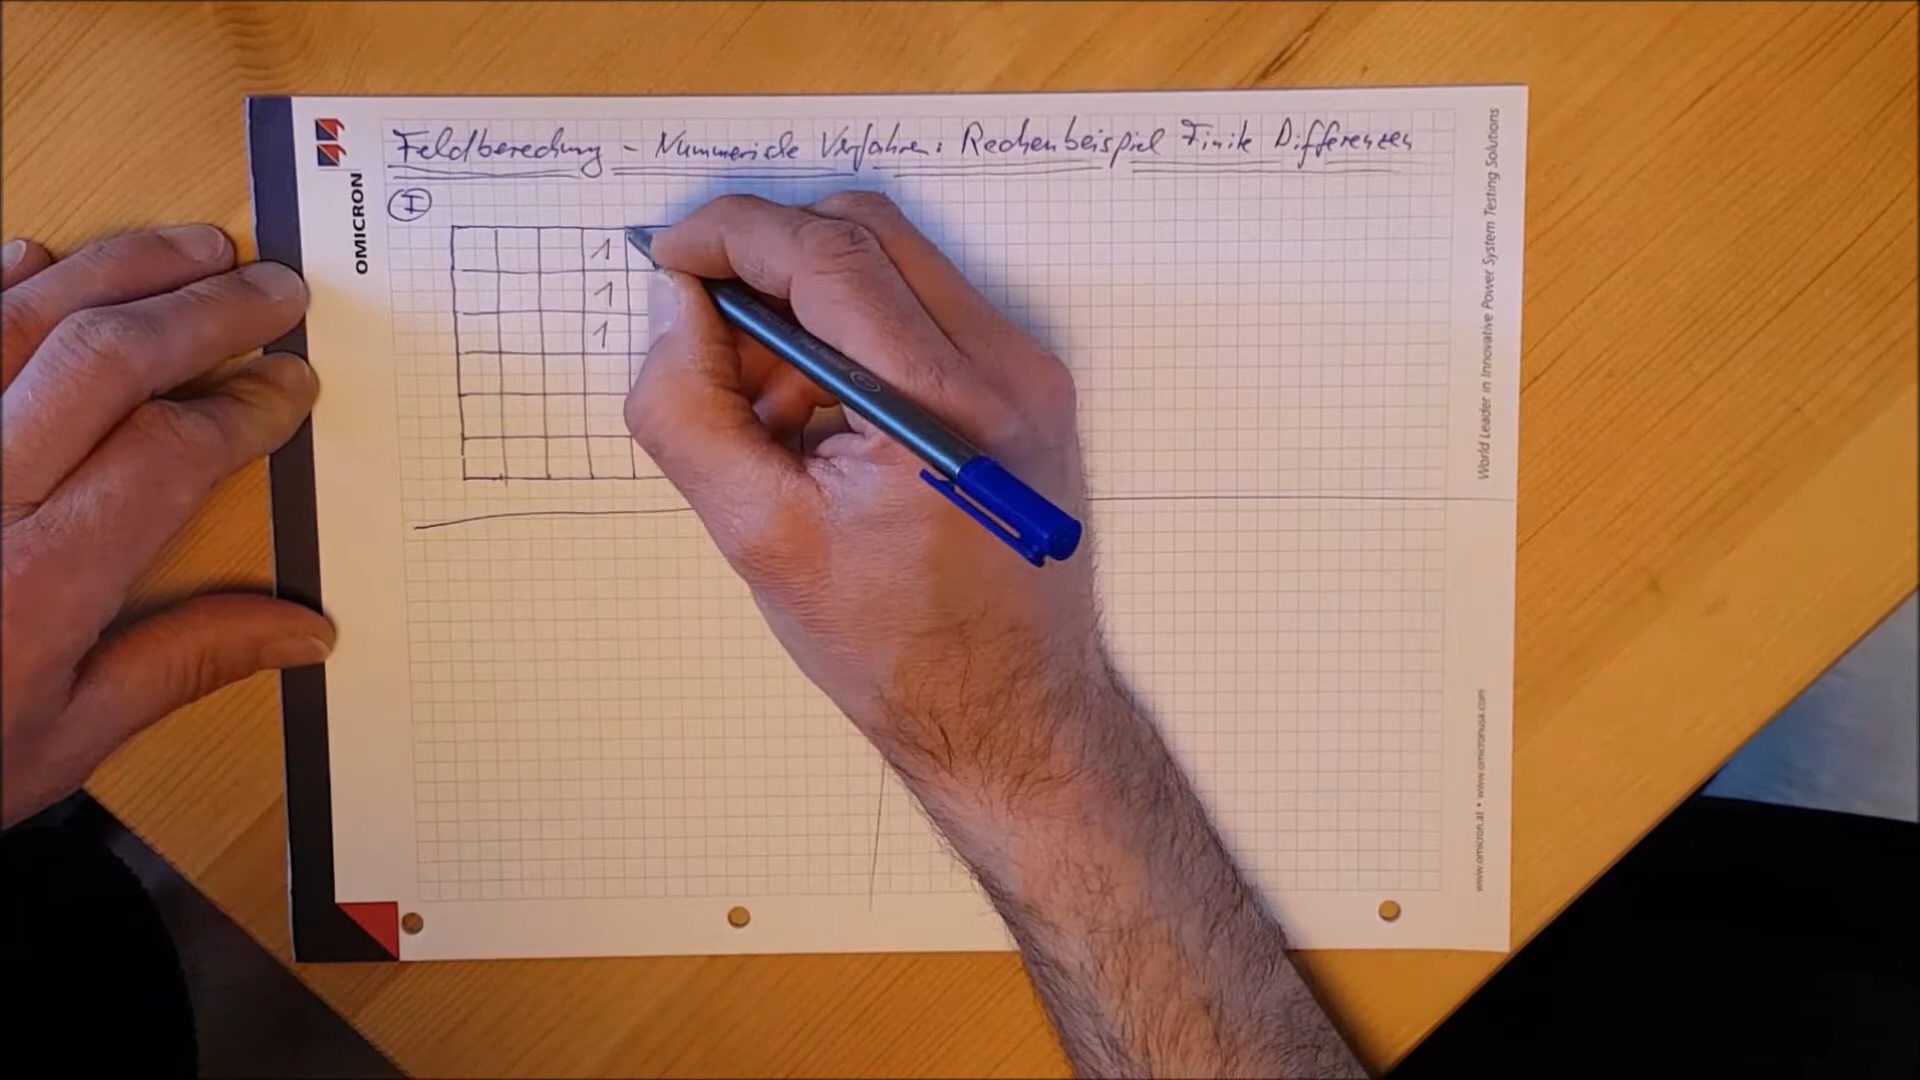 Feldberechnung - Nummerische Verfahren: Rechenbeispiel Finite Differenzen
I
1
1
1
OMICRON
World Leader in Innovative Power System Testing Solutions
www.omicron.at • www.omicronusa.com